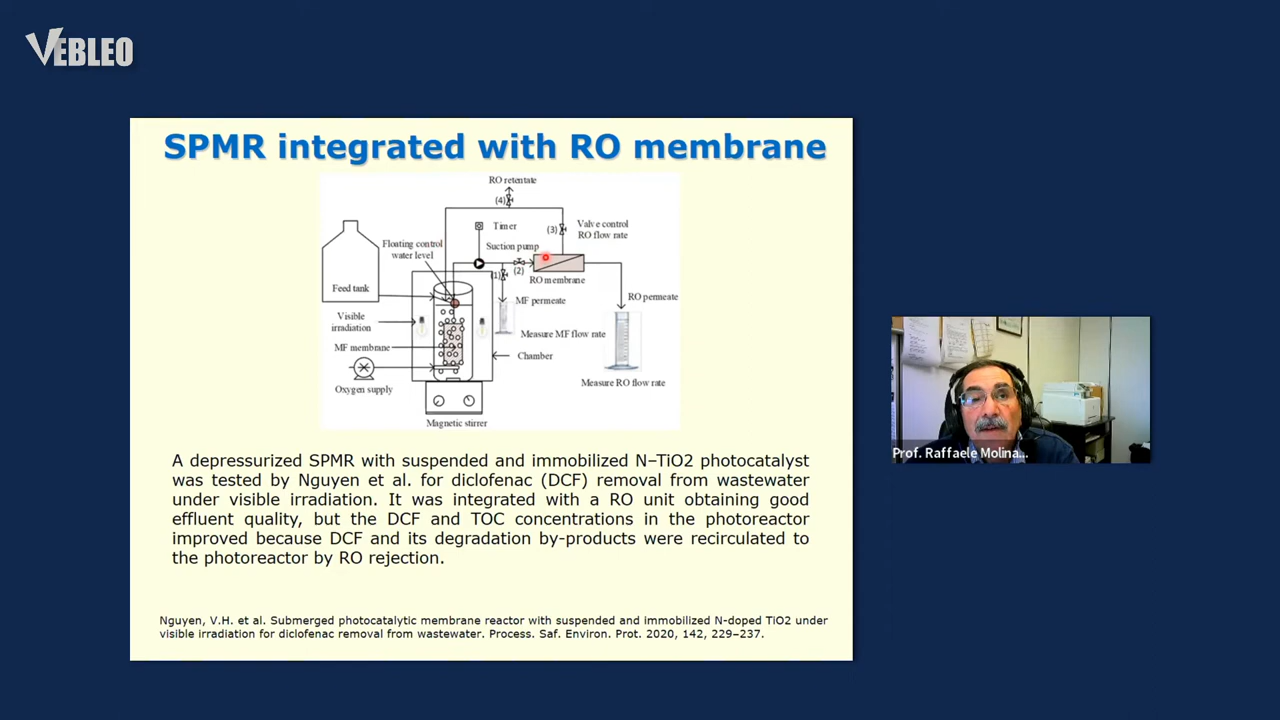 VEBLEO
SPMR integrated with RO membrane
RO retentate
(4)
Timer
(3)
Valve control
RO flow rate
Floating control
water level
Suction pump
(1)
(2)
RO membrane
Feed tank
MF permeate
RO permeate
Visible
irradiation
Measure MF flow rate
MF membrane
Chamber
Oxygen supply
Measure RO flow rate
Magnetic stirrer
A depressurized SPMR with suspended and immobilized N–TiO2 photocatalyst
was tested by Nguyen et al. for diclofenac (DCF) removal from wastewater
under visible irradiation. It was integrated with a RO unit obtaining good
effluent quality, but the DCF and TOC concentrations in the photoreactor
improved because DCF and its degradation by-products were recirculated to
the photoreactor by RO rejection.
Nguyen, V.H. et al. Submerged photocatalytic membrane reactor with suspended and immobilized N-doped TiO2 under
visible irradiation for diclofenac removal from wastewater. Process. Saf. Environ. Prot. 2020, 142, 229–237.
Prof. Raffaele Molina...